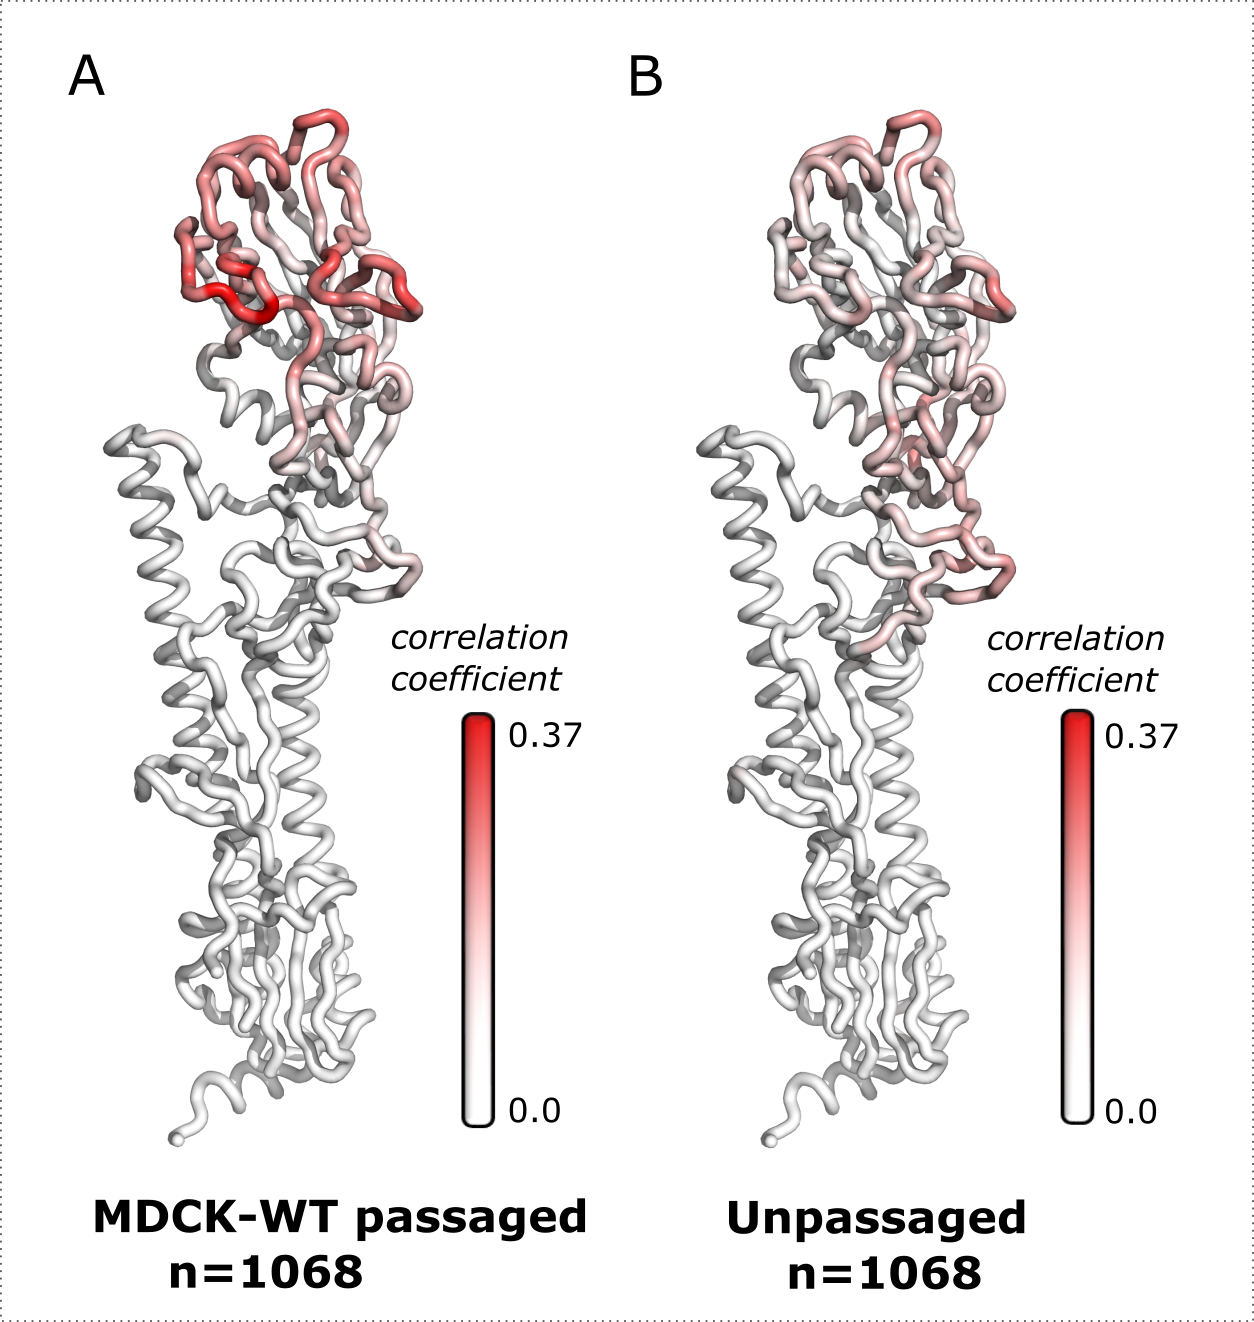 A
B
correlation
coefficient
0.37
0.0
correlation
coefficient
0.37
0.0
MDCK-WT passaged
n=1068
Unpassaged
n=1068